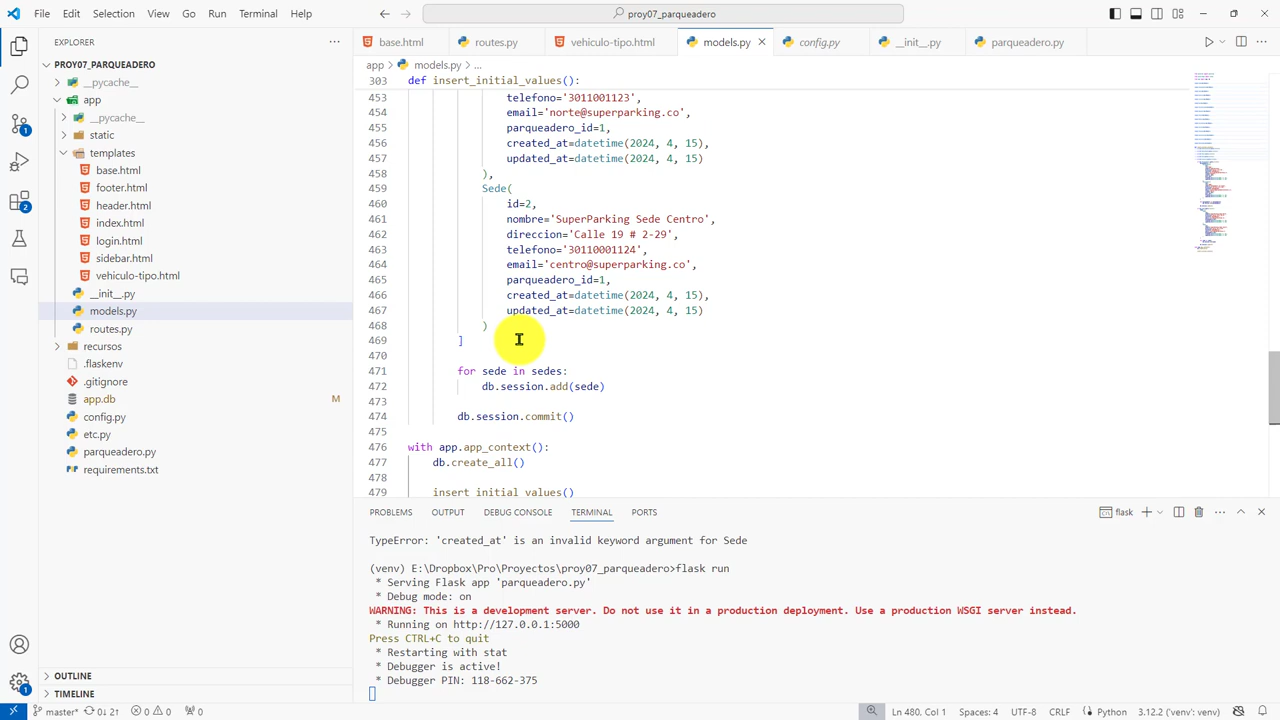 File Edit Selection View Go Run Terminal Help
proy07_parqueadero
EXPLORER
PROY07_PARQUEADERO
__pycache__
app
__pycache__
static
templates
base.html
footer.html
header.html
index.html
login.html
sidebar.html
vehiculo-tipo.html
__init__.py
models.py
routes.py
recursos
.flaskenv
.gitignore
app.db M
config.py
etc.py
parqueadero.py
requirements.txt
OUTLINE
TIMELINE
base.html routes.py vehiculo-tipo.html models.py config.py __init__.py parqueadero.py
app > models.py > ...
303 def insert_initial_values():
453 telefono='3011001123',
454 email='norte@superparking.co',
455 parqueadero_id=1,
456 created_at=datetime(2024, 4, 15),
457 updated_at=datetime(2024, 4, 15)
458 ),
459 Sede(
460 id=2,
461 nombre='SuperParking Sede Centro',
462 direccion='Calle 19 # 2-29',
463 telefono='3011001124',
464 email='centro@superparking.co',
465 parqueadero_id=1,
466 created_at=datetime(2024, 4, 15),
467 updated_at=datetime(2024, 4, 15)
468 )
469 ]
470
471 for sede in sedes:
472 db.session.add(sede)
473
474 db.session.commit()
475
476 with app.app_context():
477 db.create_all()
478
479 insert_initial_values()
PROBLEMS OUTPUT DEBUG CONSOLE TERMINAL PORTS
flask
TypeError: 'created_at' is an invalid keyword argument for Sede
(venv) E:\Dropbox\Pro\Proyectos\proy07_parqueadero>flask run
* Serving Flask app 'parqueadero.py'
* Debug mode: on
WARNING: This is a development server. Do not use it in a production deployment. Use a production WSGI server instead.
* Running on http://127.0.0.1:5000
Press CTRL+C to quit
* Restarting with stat
* Debugger is active!
* Debugger PIN: 118-662-375
master* 0↓ 2↑ 0 0 0 Ln 480, Col 1 Spaces: 4 UTF-8 CRLF Python 3.12.2 ('venv': venv)